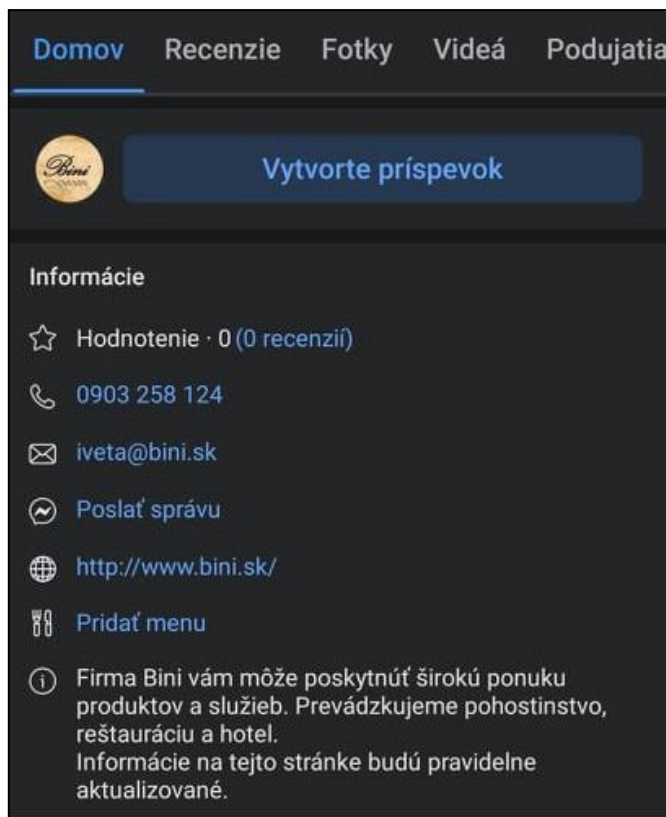 Domov Recenzie Fotky Videá Podujatia
Bini
Vytvorte príspevok
Informácie
Hodnotenie · 0 (0 recenzií)
0903 258 124
iveta@bini.sk
Poslať správu
http://www.bini.sk/
Pridať menu
Firma Bini vám môže poskytnúť širokú ponuku
produktov a služieb. Prevádzkujeme pohostinstvo,
reštauráciu a hotel.
Informácie na tejto stránke budú pravidelne
aktualizované.